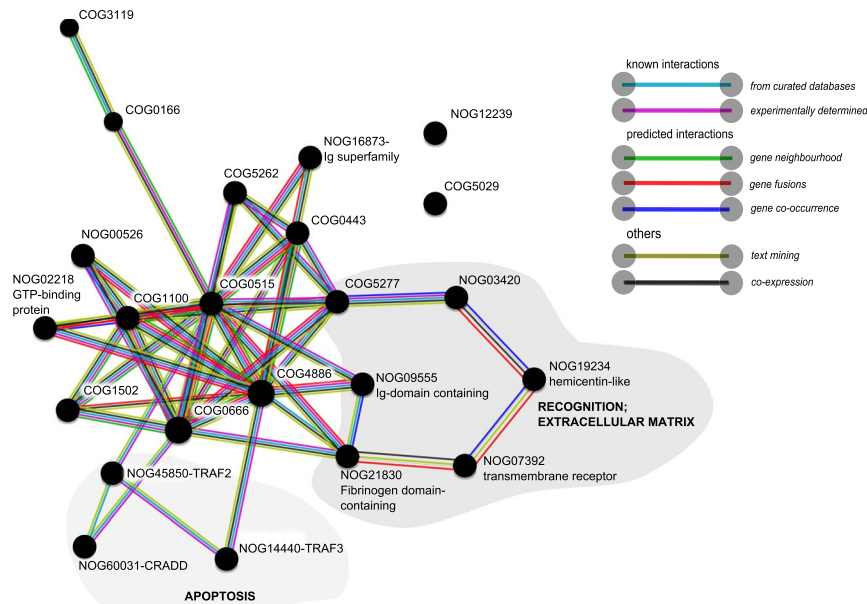 COG3119
COG0166
NOG12239
NOG16873-
Ig superfamily
COG5262
COG5029
COG0443
NOG00526
NOG02218
GTP-binding
protein
COG1100
COG0515
COG5277
NOG03420
COG4886
NOG09555
Ig-domain containing
NOG19234
hemicentin-like
COG1502
COG0666
RECOGNITION;
EXTRACELLULAR MATRIX
NOG45850-TRAF2
NOG21830
Fibrinogen domain-
containing
NOG07392
transmembrane receptor
NOG60031-CRADD
NOG14440-TRAF3
APOPTOSIS
known interactions
from curated databases
experimentally determined
predicted interactions
gene neighbourhood
gene fusions
gene co-occurrence
others
text mining
co-expression